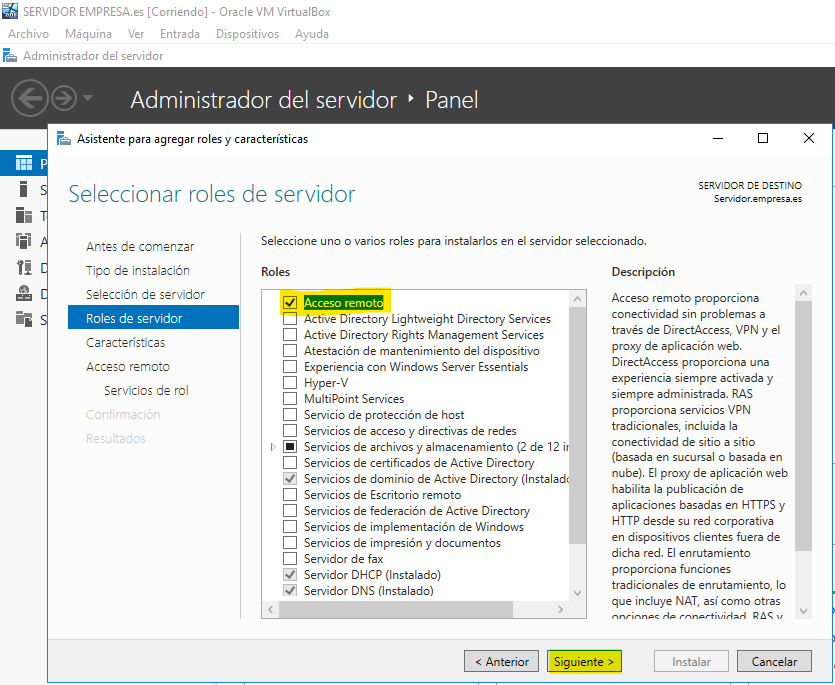 SERVIDOR EMPRESA.es [Corriendo] - Oracle VM VirtualBox
Archivo Máquina Ver Entrada Dispositivos Ayuda
Administrador del servidor
Administrador del servidor ‣ Panel
Asistente para agregar roles y características
Seleccionar roles de servidor
SERVIDOR DE DESTINO
Servidor.empresa.es
Antes de comenzar
Tipo de instalación
Selección de servidor
Roles de servidor
Características
Acceso remoto
Servicios de rol
Confirmación
Resultados
Seleccione uno o varios roles para instalarlos en el servidor seleccionado.
Roles
Acceso remoto
Active Directory Lightweight Directory Services
Active Directory Rights Management Services
Atestación de mantenimiento del dispositivo
Experiencia con Windows Server Essentials
Hyper-V
MultiPoint Services
Servicio de protección de host
Servicios de acceso y directivas de redes
Servicios de archivos y almacenamiento (2 de 12 in
Servicios de certificados de Active Directory
Servicios de dominio de Active Directory (Instalado
Servicios de Escritorio remoto
Servicios de federación de Active Directory
Servicios de implementación de Windows
Servicios de impresión y documentos
Servidor de fax
Servidor DHCP (Instalado)
Servidor DNS (Instalado)
Descripción
Acceso remoto proporciona
conectividad sin problemas a
través de DirectAccess, VPN y el
proxy de aplicación web.
DirectAccess proporciona una
experiencia siempre activada y
siempre administrada. RAS
proporciona servicios VPN
tradicionales, incluida la
conectividad de sitio a sitio
(basada en sucursal o basada en
nube). El proxy de aplicación web
habilita la publicación de
aplicaciones basadas en HTTPS y
HTTP desde su red corporativa
en dispositivos clientes fuera de
dicha red. El enrutamiento
proporciona funciones
tradicionales de enrutamiento, lo
que incluye NAT, así como otras
opciones de conectividad. RAS y
< Anterior
Siguiente >
Instalar
Cancelar